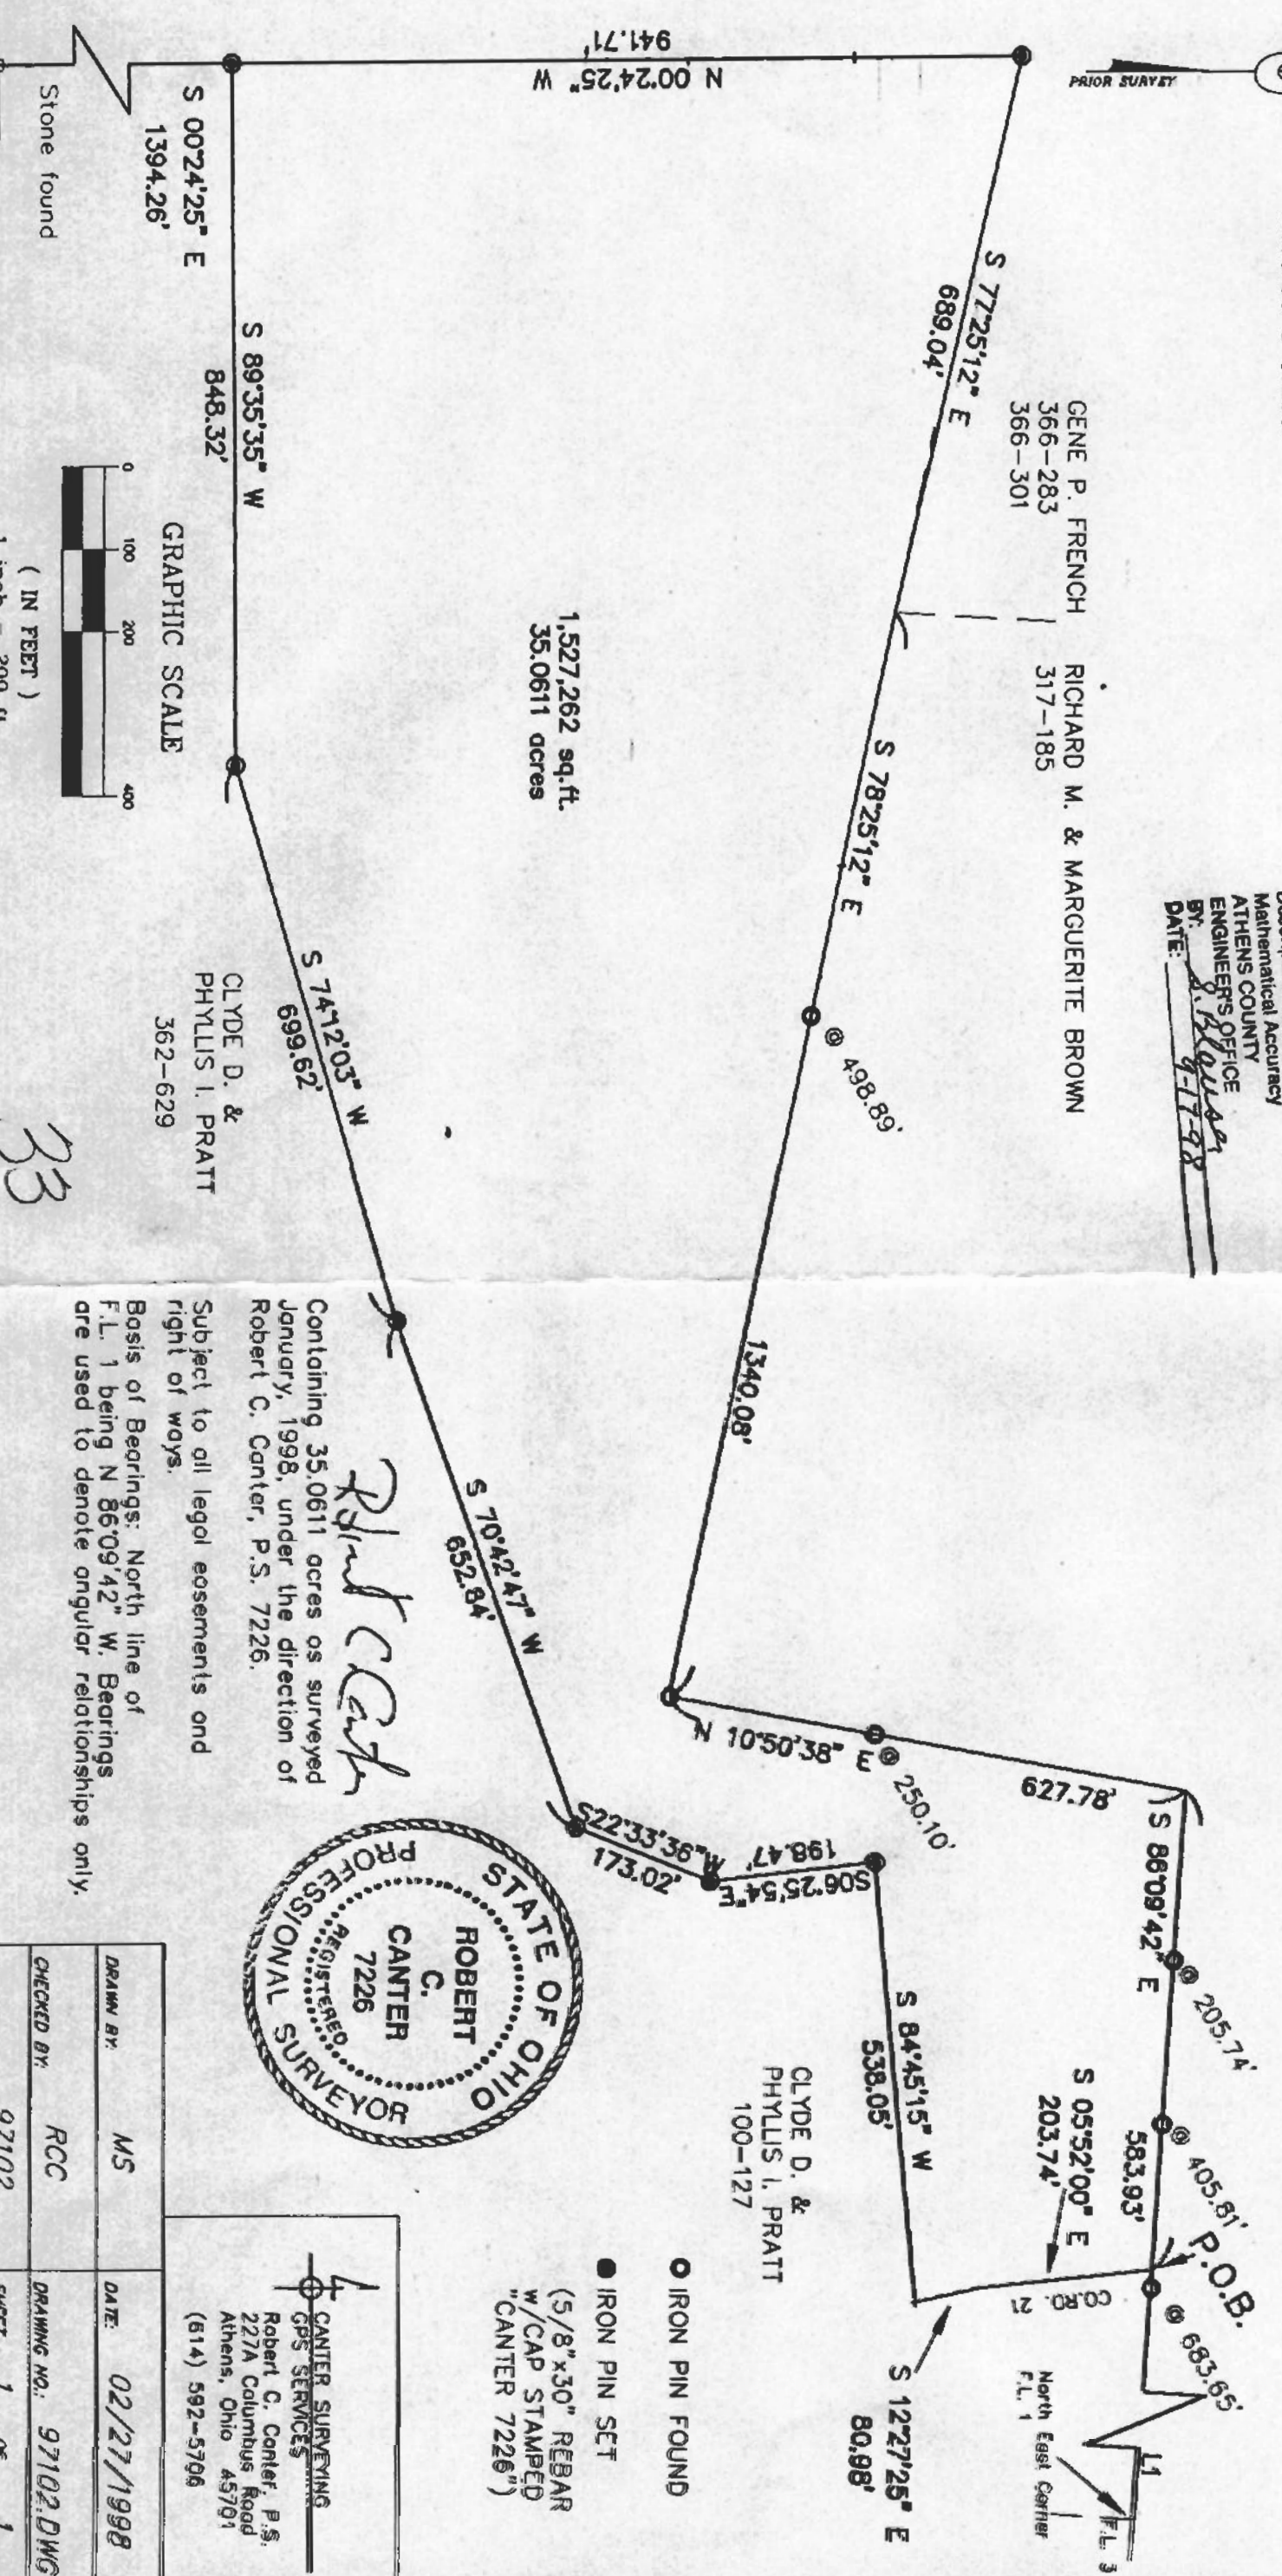 PRIOR SURVEY
N 00°24'25" W
941.71'
S 77°25'12" E
689.04'
GENE P. FRENCH
366-283
366-301
RICHARD M. & MARGUERITE BROWN
317-185
S 78°25'12" E
@ 498.89'
1340.08'
Mathematical Accuracy
ATHENS COUNTY
ENGINEER'S OFFICE
BY: S. Blauser
DATE: 9-17-98
N 10°50'38" E
@ 250.10'
627.78'
S 86°09'42" E
@ 205.74'
@ 405.81'
583.93'
P.O.B.
@ 683.65'
S 05°52'00" E
203.74'
CO.RD. 21
L1
F.L. 3
North East Corner
F.L. 1
S 12°27'25" E
80.98'
S 84°45'15" W
538.05'
CLYDE D. &
PHYLLIS I. PRATT
100-127
S06°25'54"E
198.47'
S22°33'36"W
173.02'
S 70°42'47" W
652.84'
S 74°12'03" W
699.62'
CLYDE D. &
PHYLLIS I. PRATT
362-629
S 89°35'35" W
848.32'
S 00°24'25" E
1394.26'
Stone found
1,527,262 sq.ft.
35.0611 acres
GRAPHIC SCALE
0 100 200 400
( IN FEET )
33
IRON PIN FOUND
IRON PIN SET
(5/8"x30" REBAR
W/CAP STAMPED
"CANTER 7226")
Robert C Canter
Containing 35.0611 acres as surveyed
January, 1998, under the direction of
Robert C. Canter, P.S. 7226.
Subject to all legal easements and
right of ways.
Basis of Bearings: North line of
F.L. 1 being N 86°09'42" W. Bearings
are used to denote angular relationships only.
STATE OF OHIO
ROBERT
C.
CANTER
7226
REGISTERED
PROFESSIONAL SURVEYOR
CANTER SURVEYING
GPS SERVICES
Robert C. Canter, P.S.
227A Columbus Road
Athens, Ohio 45701
(614) 592-5706
DRAWN BY: MS
DATE: 02/27/1998
CHECKED BY: RCC
DRAWING NO.: 97102.DWG
97102